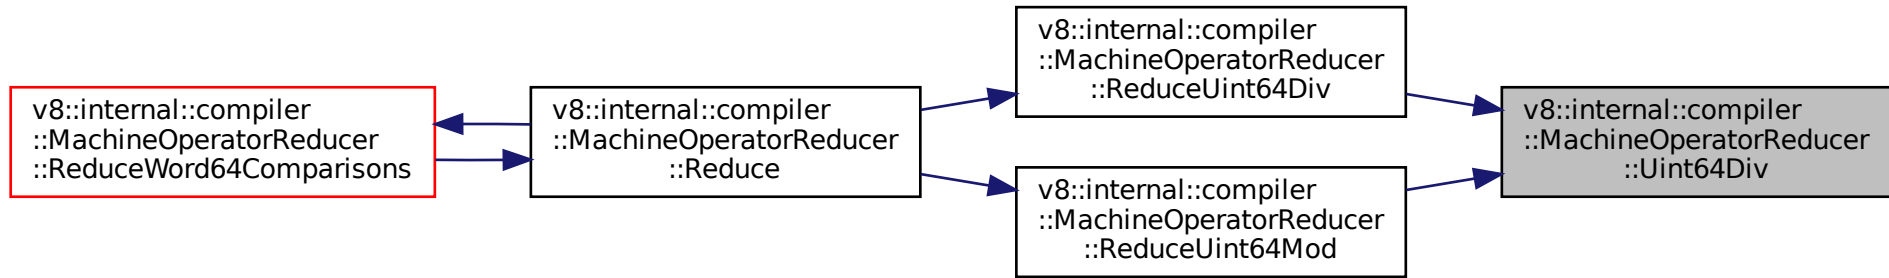 v8::internal::compiler
::MachineOperatorReducer
::ReduceWord64Comparisons
v8::internal::compiler
::MachineOperatorReducer
::Reduce
v8::internal::compiler
::MachineOperatorReducer
::ReduceUint64Div
v8::internal::compiler
::MachineOperatorReducer
::ReduceUint64Mod
v8::internal::compiler
::MachineOperatorReducer
::Uint64Div